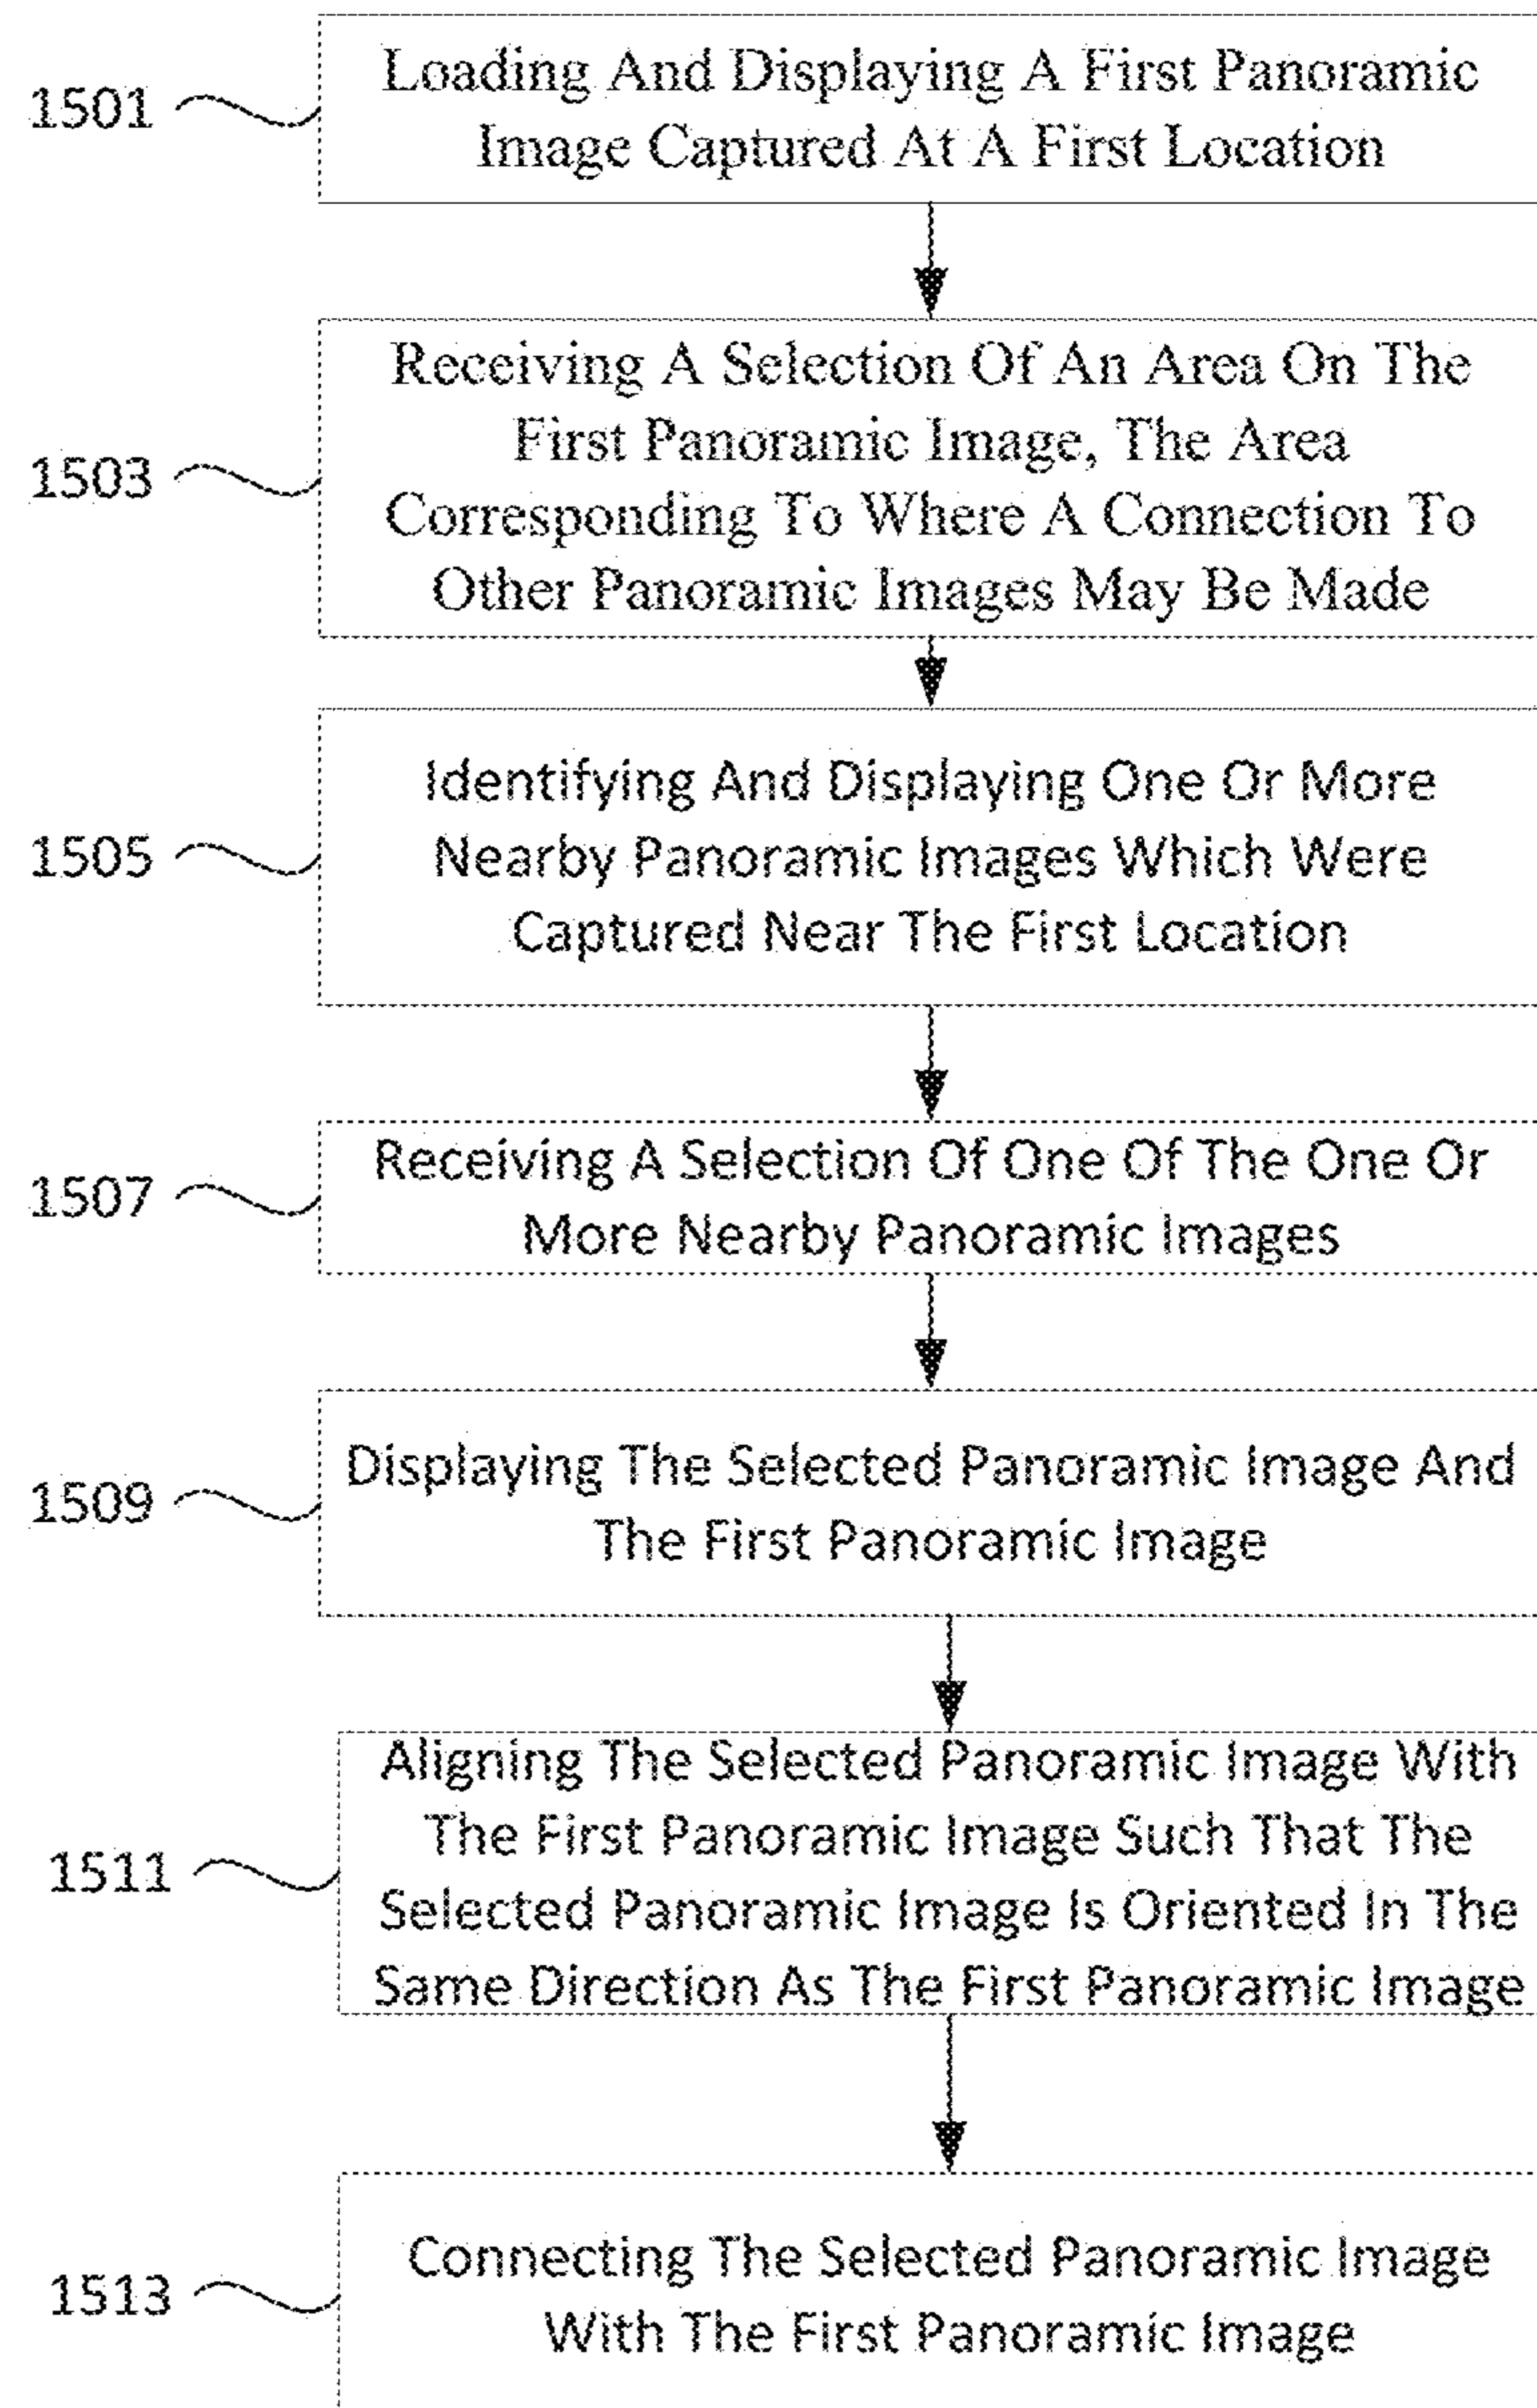 1501
Loading And Displaying A First Panoramic
Image Captured At A First Location
1503
Receiving A Selection Of An Area On The
First Panoramic Image, The Area
Corresponding To Where A Connection To
Other Panoramic Images May Be Made
1505
Identifying And Displaying One Or More
Nearby Panoramic Images Which Were
Captured Near The First Location
1507
Receiving A Selection Of One Of The One Or
More Nearby Panoramic Images
1509
Displaying The Selected Panoramic Image And
The First Panoramic Image
1511
Aligning The Selected Panoramic Image With
The First Panoramic Image Such That The
Selected Panoramic Image Is Oriented In The
Same Direction As The First Panoramic Image
1513
Connecting The Selected Panoramic Image
With The First Panoramic Image